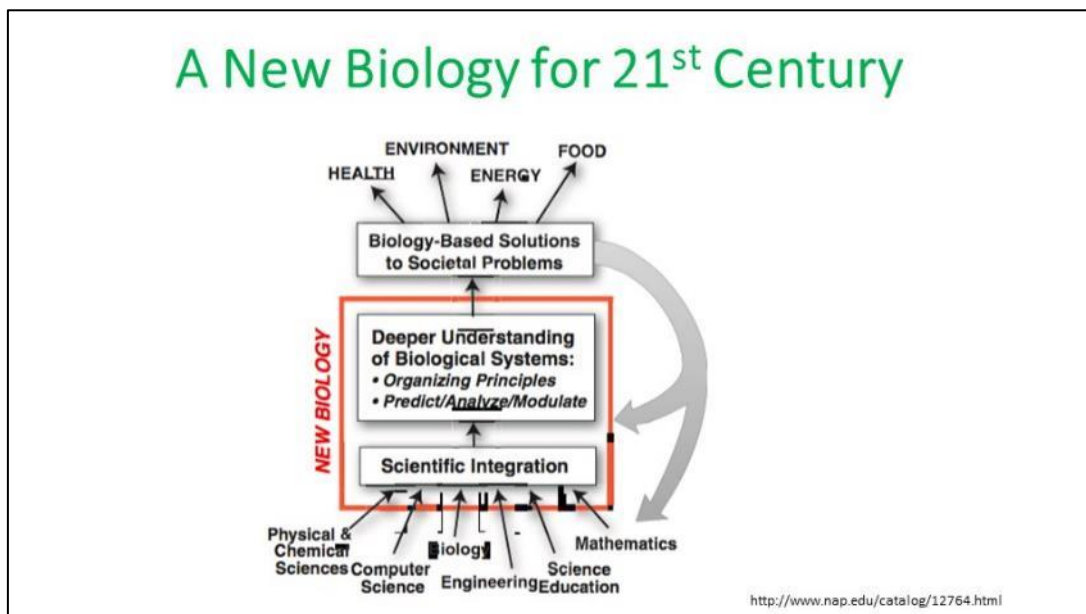 A New Biology for 21st Century
ENVIRONMENT
FOOD
HEALTH
ENERGY
Biology-Based Solutions
to Societal Problems
NEW BIOLOGY
Deeper Understanding
of Biological Systems:
• Organizing Principles
• Predict/Analyze/Modulate
Scientific Integration
Physical &
Chemical
Sciences
Computer
Science
Biology
Engineering
Science
Education
Mathematics
http://www.nap.edu/catalog/12764.html